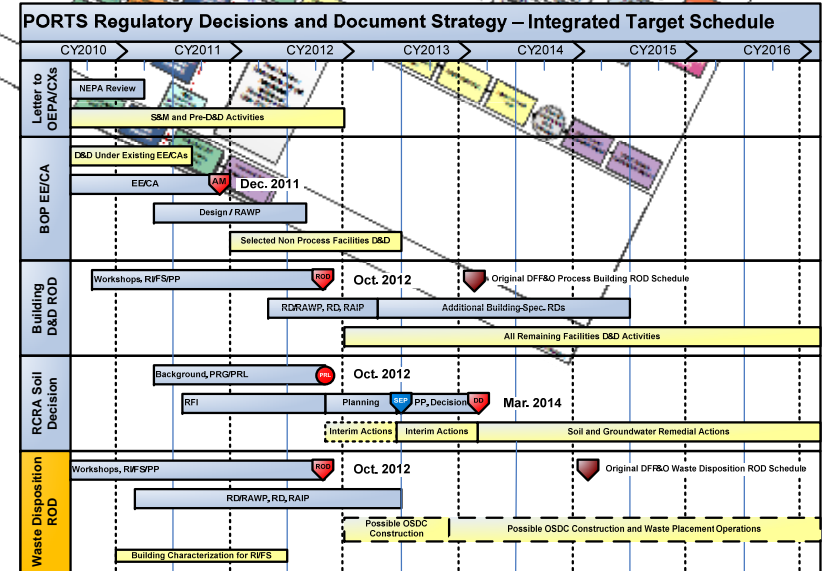 PORTS Regulatory Decisions and Document Strategy – Integrated Target Schedule
CY2010 CY2011 CY2012 CY2013 CY2014 CY2015 CY2016
Letter to
OEPA/CXs
NEPA Review
S&M and Pre-D&D Activities
BOP EE/CA
D&D Under Existing EE/CAs
EE/CA AM Dec. 2011
Design / RAWP
Selected Non Process Facilities D&D
Building
D&D ROD
Workshops, RI/FS/PP ROD Oct. 2012 Original DFF&O Process Building ROD Schedule
RD/RAWP, RD, RAIP Additional Building-Spec. RDs
All Remaining Facilities D&D Activities
RCRA Soil
Decision
Background, PRG/PRL PRL Oct. 2012
RFI Planning SEP PP, Decision DD Mar. 2014
Interim Actions Interim Actions Soil and Groundwater Remedial Actions
Waste Disposition
ROD
Workshops, RI/FS/PP ROD Oct. 2012 Original DFR&O Waste Disposition ROD Schedule
RD/RAWP, RD, RAIP
Possible OSDC
Construction
Possible OSDC Construction and Waste Placement Operations
Building Characterization for RI/FS